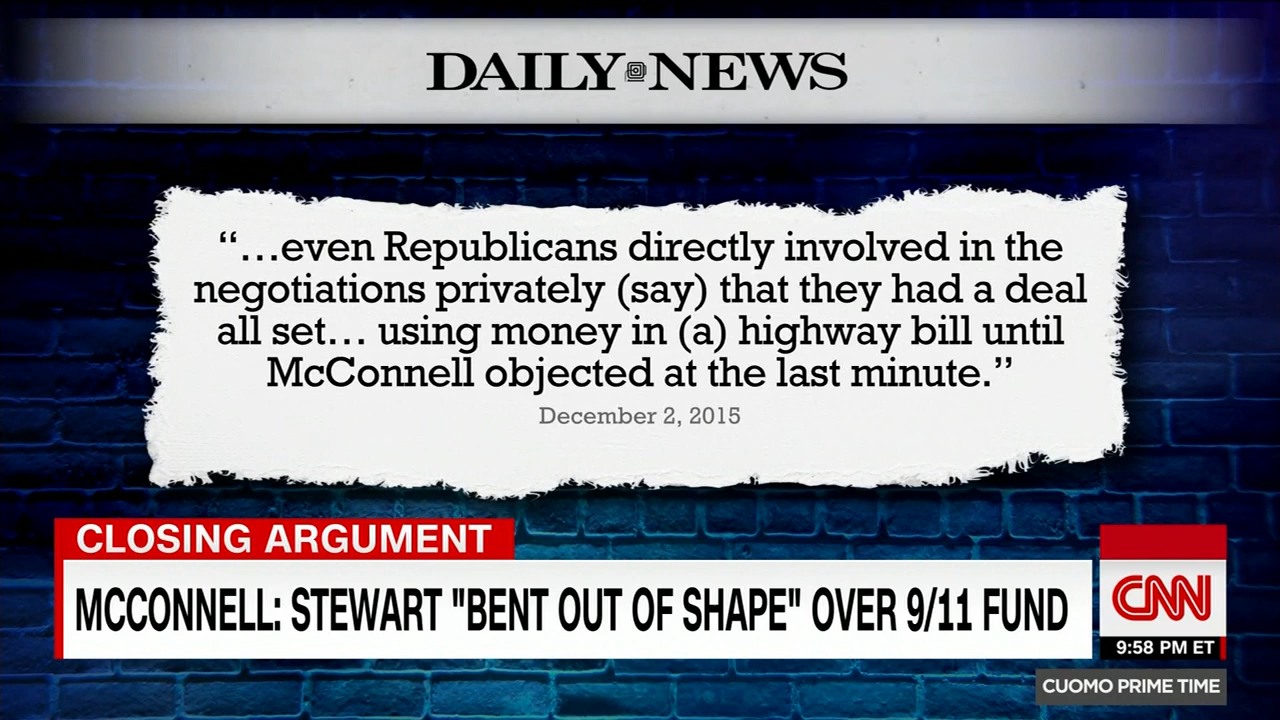 DAILY NEWS
“…even Republicans directly involved in the
negotiations privately (say) that they had a deal
all set… using money in (a) highway bill until
McConnell objected at the last minute.”
December 2, 2015
CLOSING ARGUMENT
MCCONNELL: STEWART "BENT OUT OF SHAPE" OVER 9/11 FUND
CNN
9:58 PM ET
CUOMO PRIME TIME